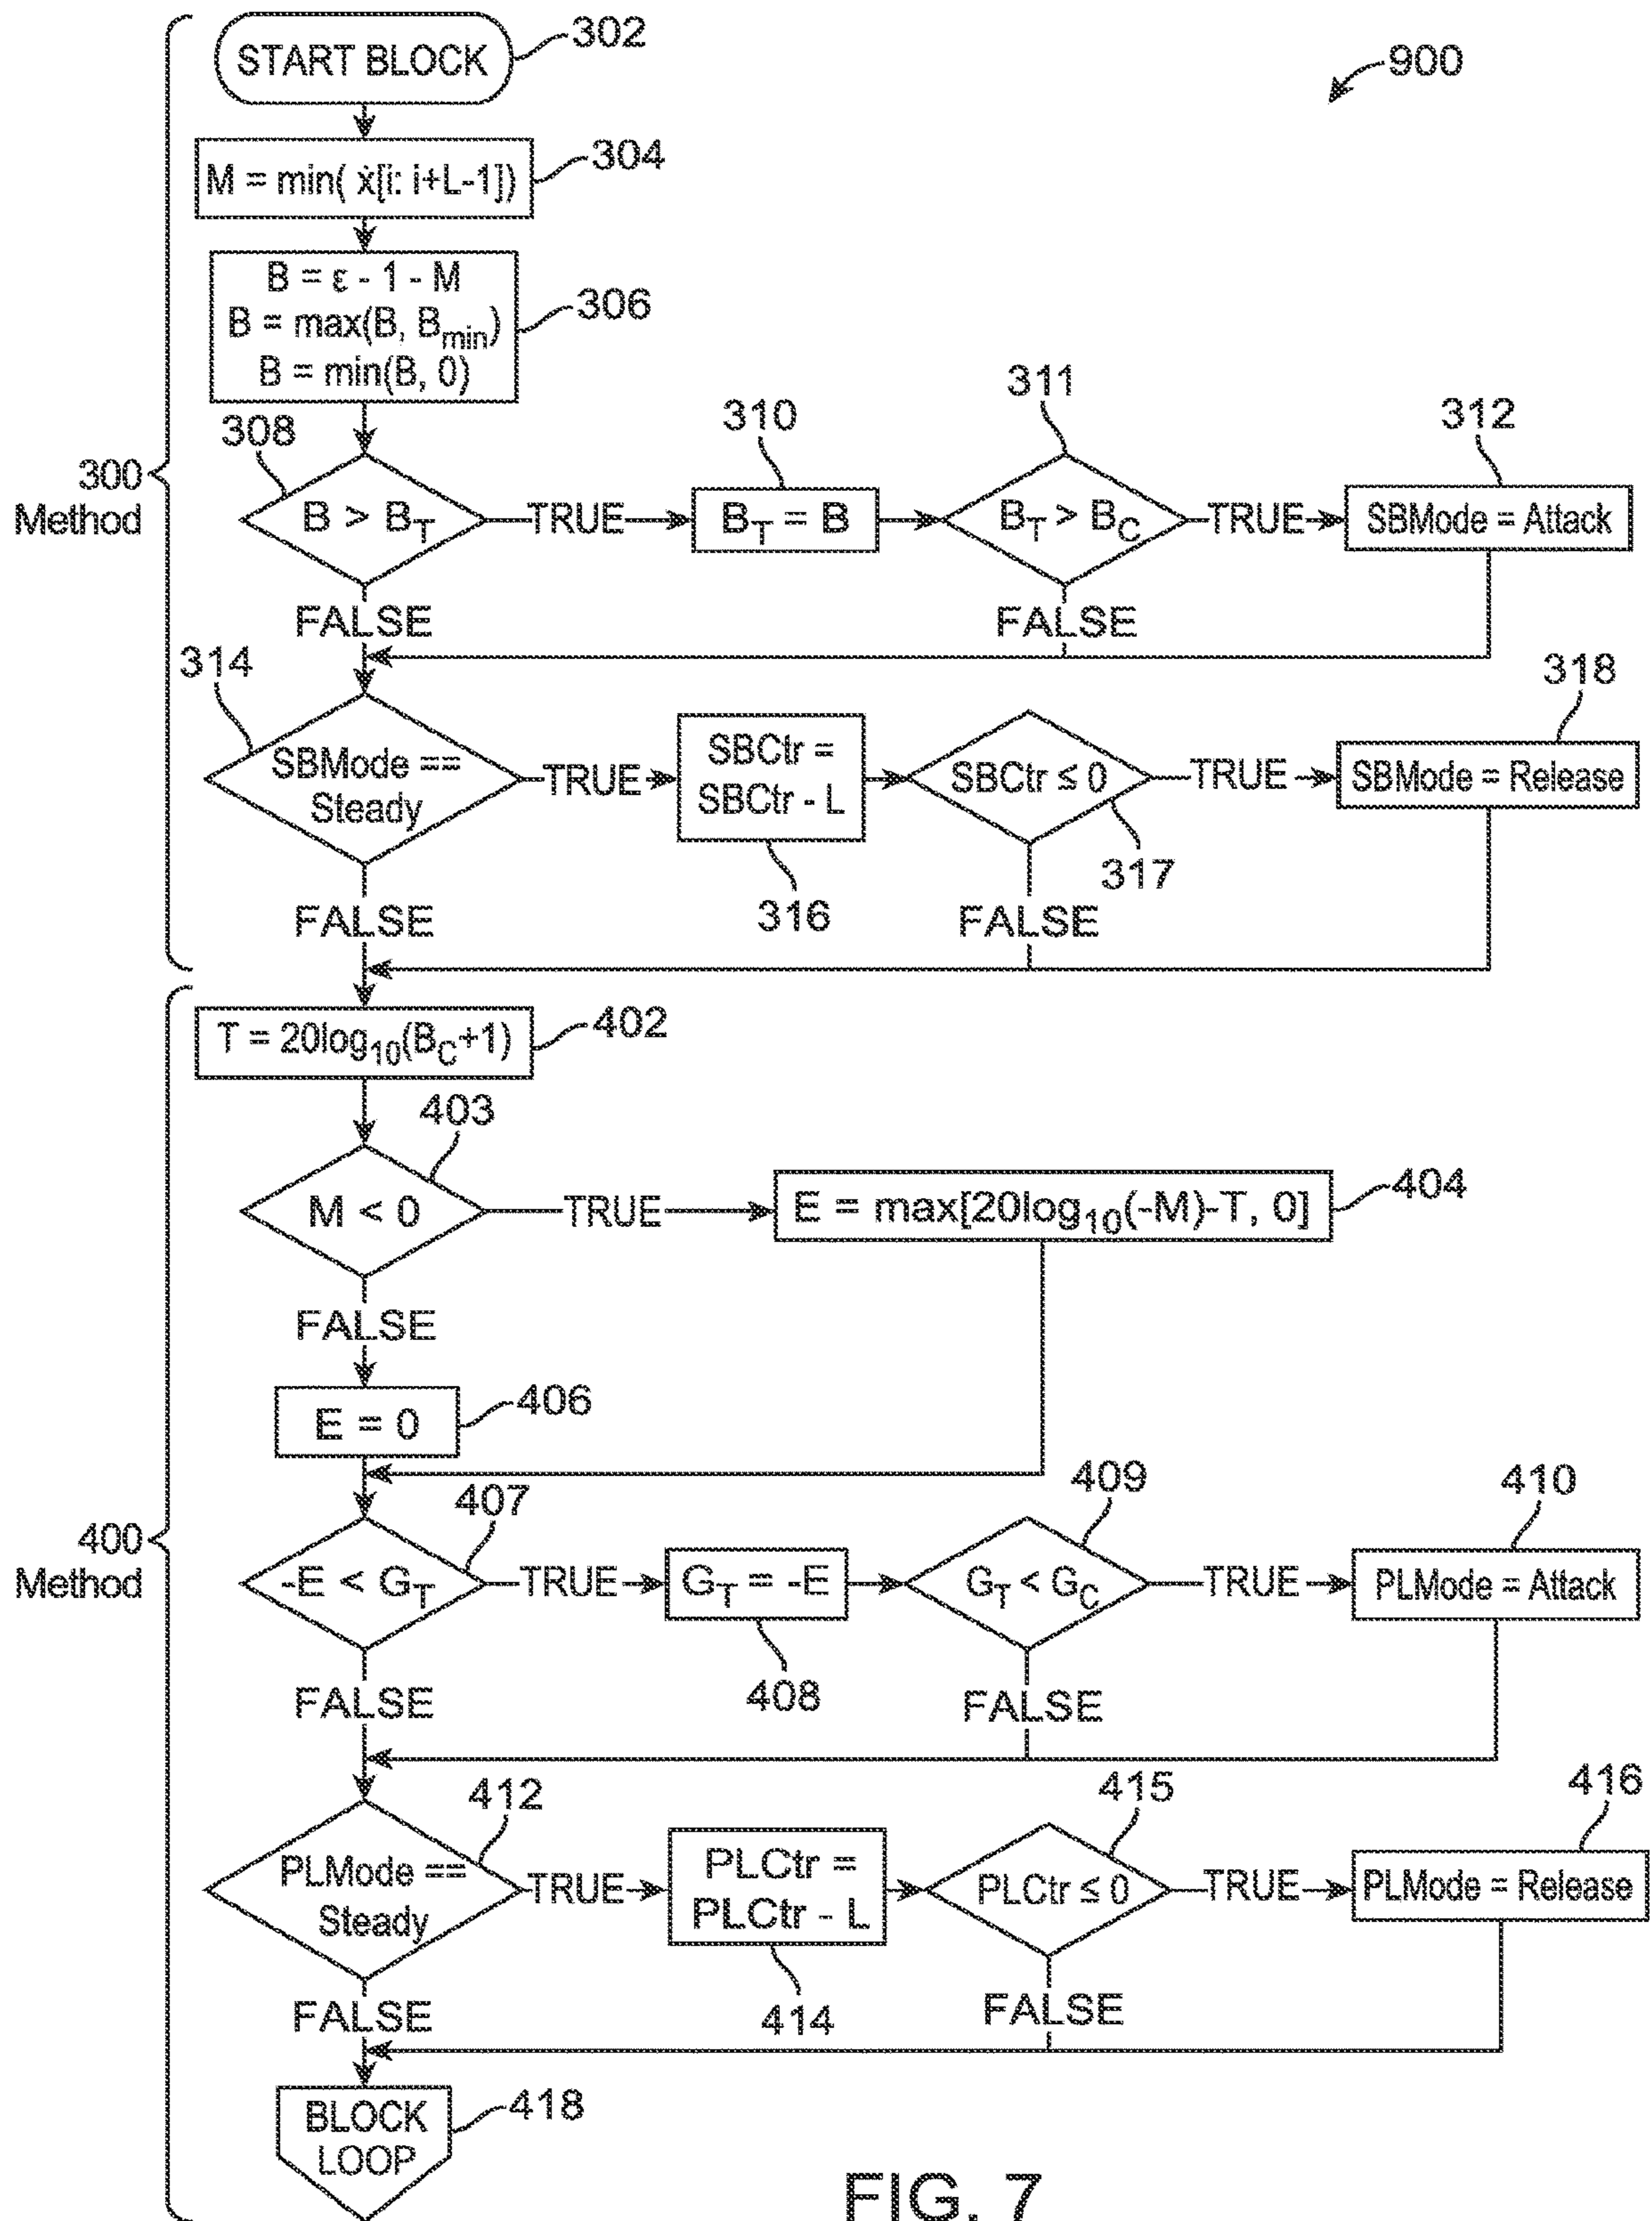 302
START BLOCK
900
304
M = min( ẋ[i: i+L-1])
B = ε - 1 - M
B = max(B, Bmin)
B = min(B, 0)
306
308
310
311
312
300
Method
B > BT
TRUE
BT = B
BT > BC
TRUE
SBMode = Attack
FALSE
FALSE
314
318
SBMode ==
Steady
TRUE
SBCtr =
SBCtr - L
SBCtr ≤ 0
TRUE
SBMode = Release
317
316
FALSE
FALSE
T = 20log10(BC+1)
402
403
M < 0
TRUE
E = max[20log10(-M)-T, 0]
404
FALSE
E = 0
406
407
409
410
400
Method
-E < GT
TRUE
GT = -E
GT < GC
TRUE
PLMode = Attack
408
FALSE
FALSE
412
415
416
PLMode ==
Steady
TRUE
PLCtr =
PLCtr - L
PLCtr ≤ 0
TRUE
PLMode = Release
414
FALSE
FALSE
BLOCK
LOOP
418
FIG. 7